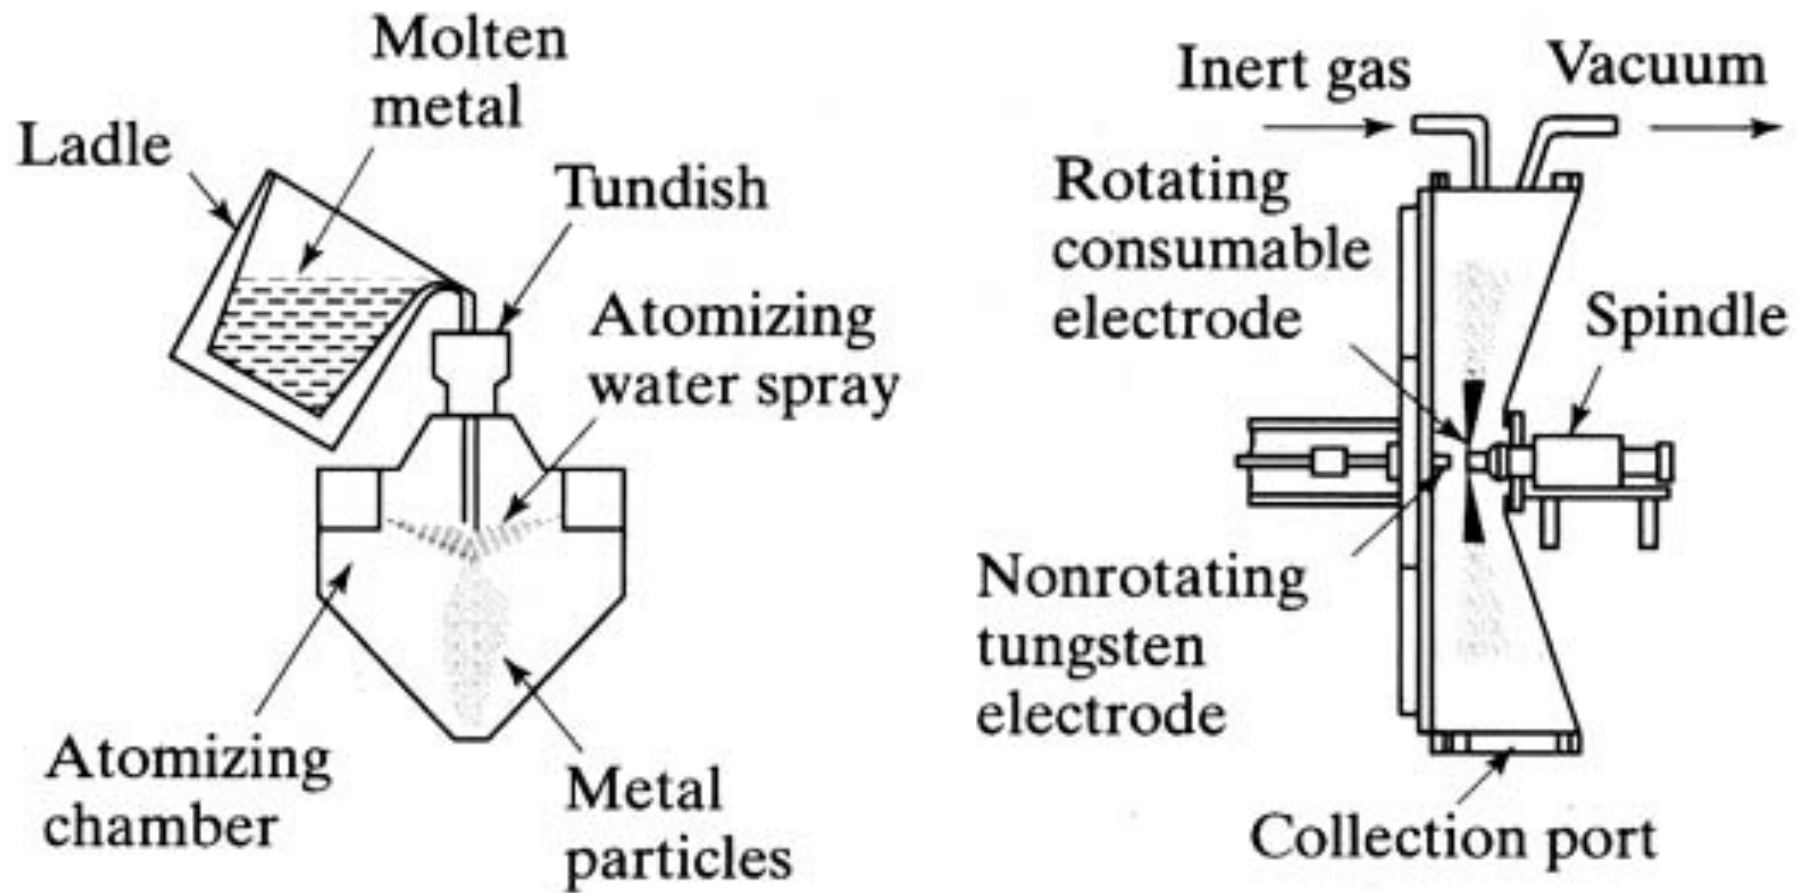 Molten
metal
Ladle
Tundish
Atomizing
water spray
Atomizing
chamber
Metal
particles
Inert gas
Vacuum
Rotating
consumable
electrode
Spindle
Nonrotating
tungsten
electrode
Collection port